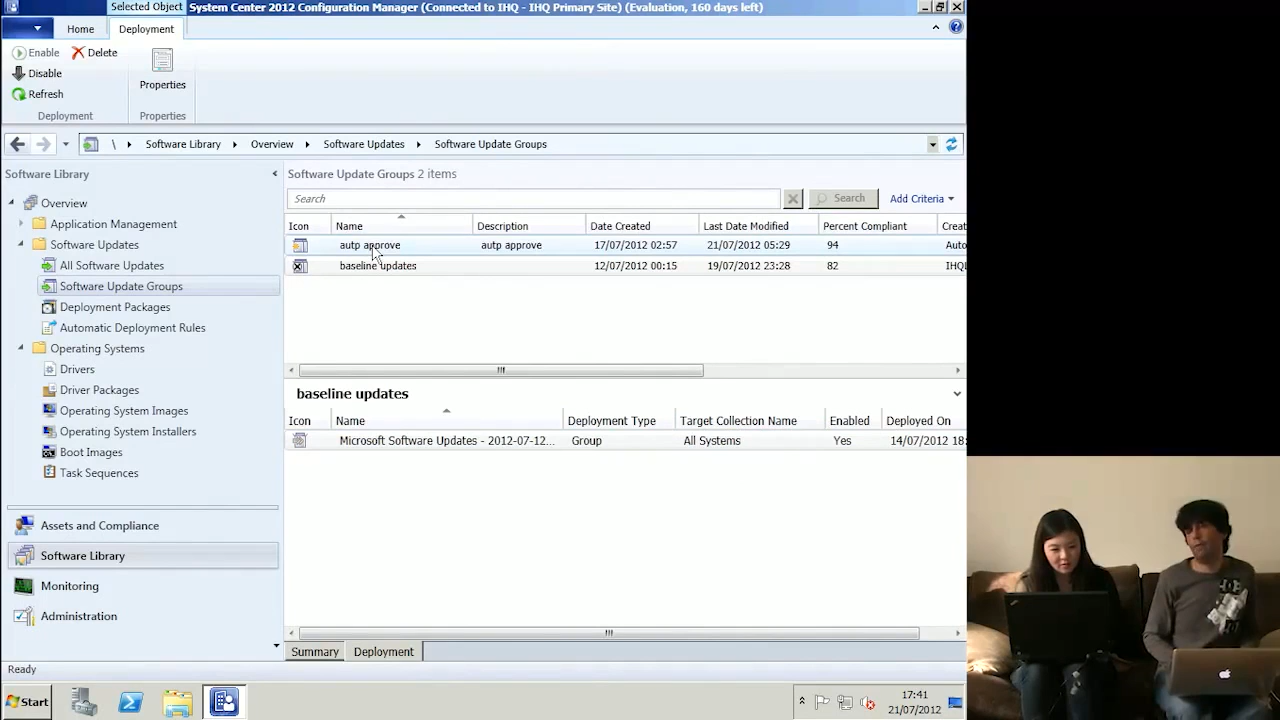 Selected Object
System Center 2012 Configuration Manager (Connected to IHQ - IHQ Primary Site) (Evaluation, 160 days left)
Home
Deployment
Enable
Delete
Disable
Refresh
Properties
Deployment
Properties
\ Software Library Overview Software Updates Software Update Groups
Software Library
Overview
Application Management
Software Updates
All Software Updates
Software Update Groups
Deployment Packages
Automatic Deployment Rules
Operating Systems
Drivers
Driver Packages
Operating System Images
Operating System Installers
Boot Images
Task Sequences
Assets and Compliance
Software Library
Monitoring
Administration
Software Update Groups 2 items
Search
Search
Add Criteria
Icon Name Description Date Created Last Date Modified Percent Compliant Creat
autp approve autp approve 17/07/2012 02:57 21/07/2012 05:29 94 Auto
baseline updates 12/07/2012 00:15 19/07/2012 23:28 82 IHQ
baseline updates
Icon Name Deployment Type Target Collection Name Enabled Deployed On
Microsoft Software Updates - 2012-07-12... Group All Systems Yes 14/07/2012 18:
Summary Deployment
Ready
Start
17:41
21/07/2012